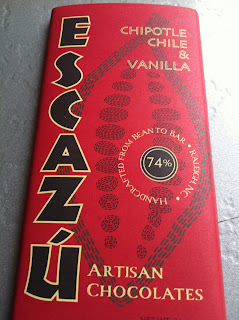 ESCAZÚ
CHIPOTLE
CHILE
&
VANILLA
HANDCRAFTED FROM BEAN TO BAR • RALEIGH NC •
74%
ARTISAN
CHOCOLATES